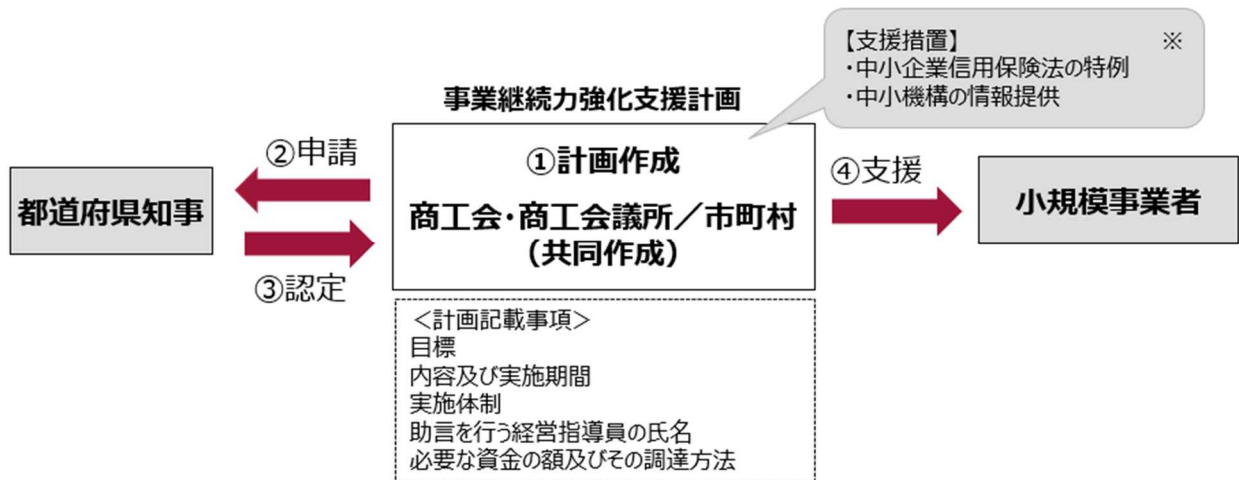 【支援措置】 ※
・中小企業信用保険法の特例
・中小機構の情報提供
事業継続力強化支援計画
②申請
①計画作成
④支援
都道府県知事
商工会・商工会議所／市町村
（共同作成）
小規模事業者
③認定
＜計画記載事項＞
目標
内容及び実施期間
実施体制
助言を行う経営指導員の氏名
必要な資金の額及びその調達方法